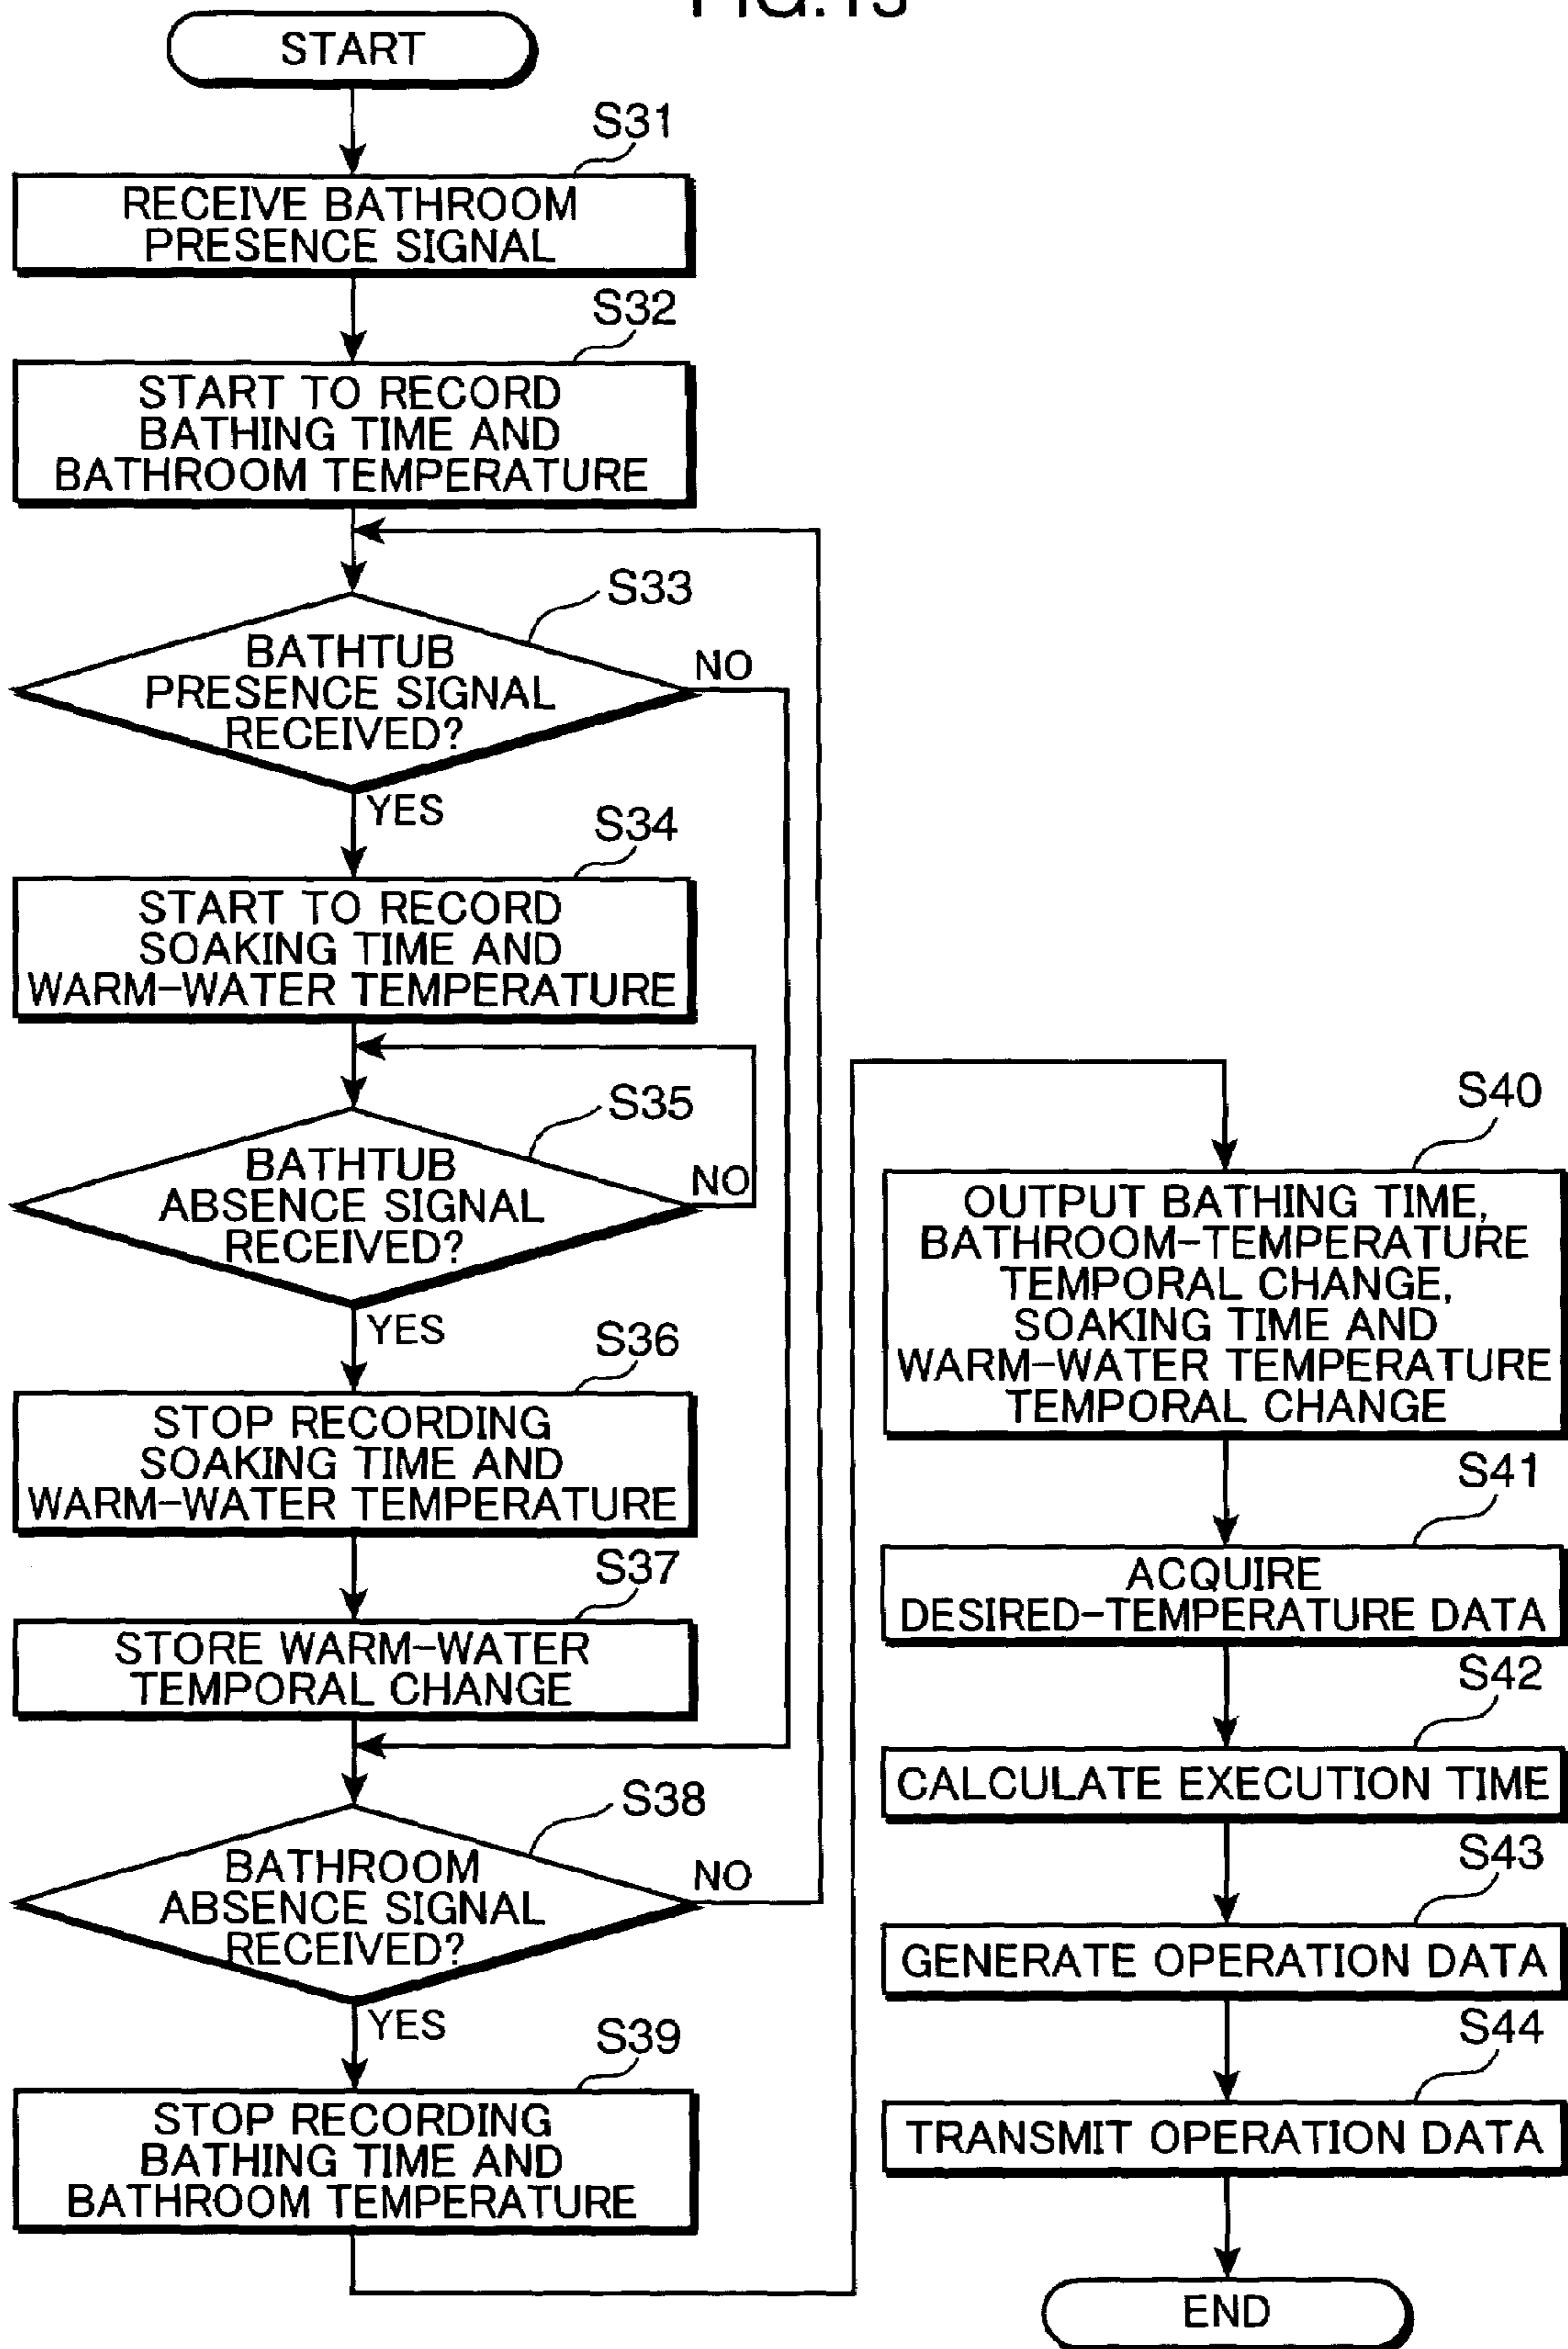 START
S31
RECEIVE BATHROOM
PRESENCE SIGNAL
S32
START TO RECORD
BATHING TIME AND
BATHROOM TEMPERATURE
S33
BATHTUB
PRESENCE SIGNAL
RECEIVED?
NO
YES
S34
START TO RECORD
SOAKING TIME AND
WARM-WATER TEMPERATURE
S35
BATHTUB
ABSENCE SIGNAL
RECEIVED?
NO
YES
S36
STOP RECORDING
SOAKING TIME AND
WARM-WATER TEMPERATURE
S37
STORE WARM-WATER
TEMPORAL CHANGE
S38
BATHROOM
ABSENCE SIGNAL
RECEIVED?
NO
YES
S39
STOP RECORDING
BATHING TIME AND
BATHROOM TEMPERATURE
S40
OUTPUT BATHING TIME,
BATHROOM-TEMPERATURE
TEMPORAL CHANGE,
SOAKING TIME AND
WARM-WATER TEMPERATURE
TEMPORAL CHANGE
S41
ACQUIRE
DESIRED-TEMPERATURE DATA
S42
CALCULATE EXECUTION TIME
S43
GENERATE OPERATION DATA
S44
TRANSMIT OPERATION DATA
END